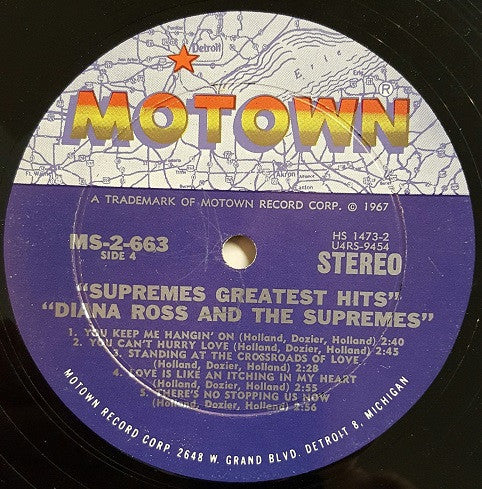 Detroit
Erie
MOTOWN®
Akron
A TRADEMARK OF MOTOWN RECORD CORP. © 1967
MS-2-663
SIDE 4
HS 1473-2
U4RS-9454
STEREO
"SUPREMES GREATEST HITS"
"DIANA ROSS AND THE SUPREMES"
1. YOU KEEP ME HANGIN' ON (Holland, Dozier, Holland) 2:40
2. YOU CAN'T HURRY LOVE (Holland, Dozier, Holland) 2:45
3. STANDING AT THE CROSSROADS OF LOVE
(Holland, Dozier, Holland) 2:28
4. LOVE IS LIKE AN ITCHING IN MY HEART
(Holland, Dozier, Holland) 2:55
5. THERE'S NO STOPPING US NOW
(Holland, Dozier, Holland) 2:56
MOTOWN RECORD CORP. 2648 W. GRAND BLVD. DETROIT 8, MICHIGAN